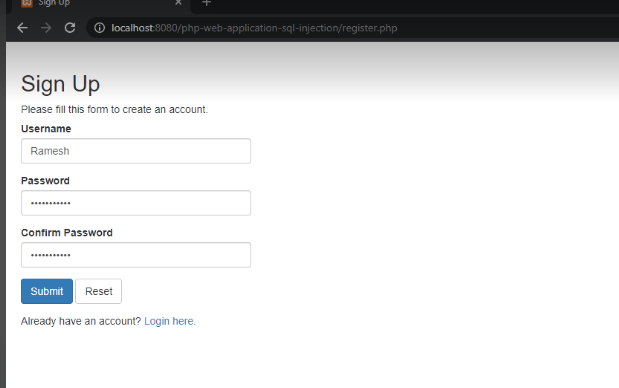 Sign Up
localhost:8080/php-web-application-sql-injection/register.php
Sign Up
Please fill this form to create an account.
Username
Ramesh
Password
•••••••••••
Confirm Password
•••••••••••
Submit Reset
Already have an account? Login here.